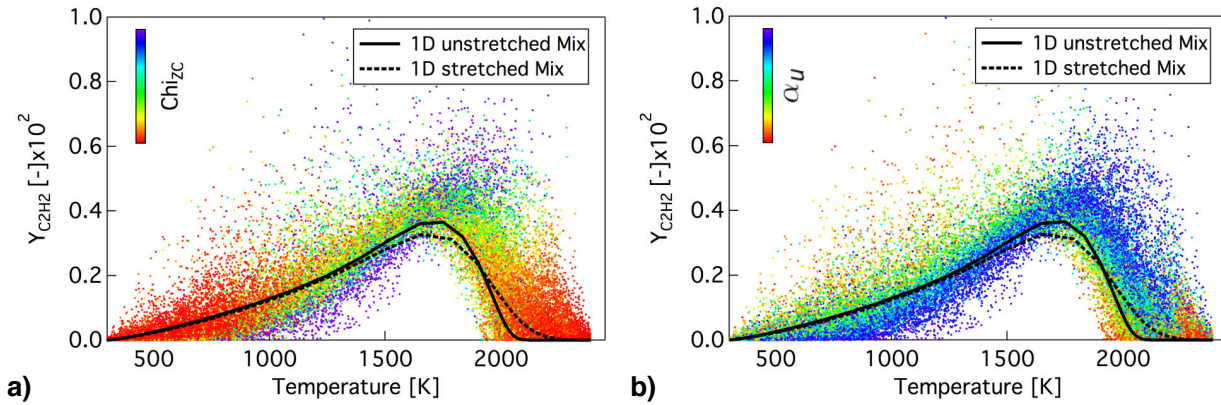 1.0
0.8
0.6
0.4
0.2
0.0
Y_C2H2 [-]x10^2
Chi_ZC
1D unstretched Mix
1D stretched Mix
500 1000 1500 2000
Temperature [K]
a)
1.0
0.8
0.6
0.4
0.2
0.0
Y_C2H2 [-]x10^2
α_u
1D unstretched Mix
1D stretched Mix
500 1000 1500 2000
Temperature [K]
b)